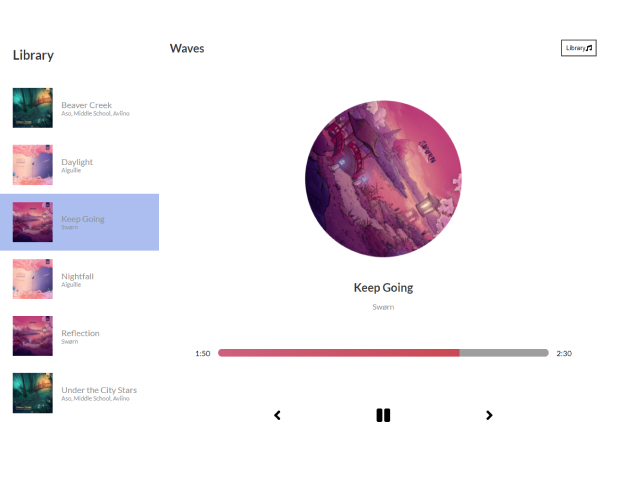 Library
Beaver Creek
Aso, Middle School, Aviino
Daylight
Aiguille
Keep Going
Swørn
Nightfall
Aiguille
Reflection
Swørn
Under the City Stars
Aso, Middle School, Aviino
Waves
Library
Keep Going
Swørn
1:50
2:30